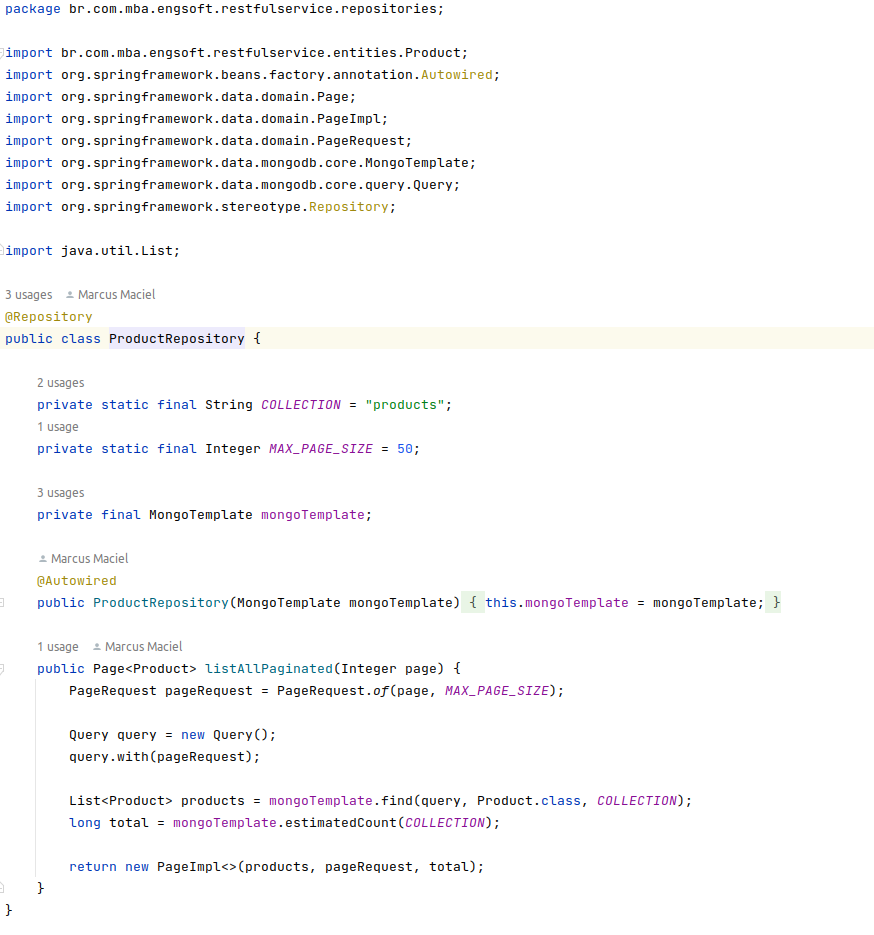 package br.com.mba.engsoft.restfulservice.repositories;
import br.com.mba.engsoft.restfulservice.entities.Product;
import org.springframework.beans.factory.annotation.Autowired;
import org.springframework.data.domain.Page;
import org.springframework.data.domain.PageImpl;
import org.springframework.data.domain.PageRequest;
import org.springframework.data.mongodb.core.MongoTemplate;
import org.springframework.data.mongodb.core.query.Query;
import org.springframework.stereotype.Repository;
import java.util.List;
3 usages Marcus Maciel
@Repository
public class ProductRepository {
2 usages
private static final String COLLECTION = "products";
1 usage
private static final Integer MAX_PAGE_SIZE = 50;
3 usages
private final MongoTemplate mongoTemplate;
Marcus Maciel
@Autowired
public ProductRepository(MongoTemplate mongoTemplate) { this.mongoTemplate = mongoTemplate; }
1 usage Marcus Maciel
public Page<Product> listAllPaginated(Integer page) {
PageRequest pageRequest = PageRequest.of(page, MAX_PAGE_SIZE);
Query query = new Query();
query.with(pageRequest);
List<Product> products = mongoTemplate.find(query, Product.class, COLLECTION);
long total = mongoTemplate.estimatedCount(COLLECTION);
return new PageImpl<>(products, pageRequest, total);
}
}